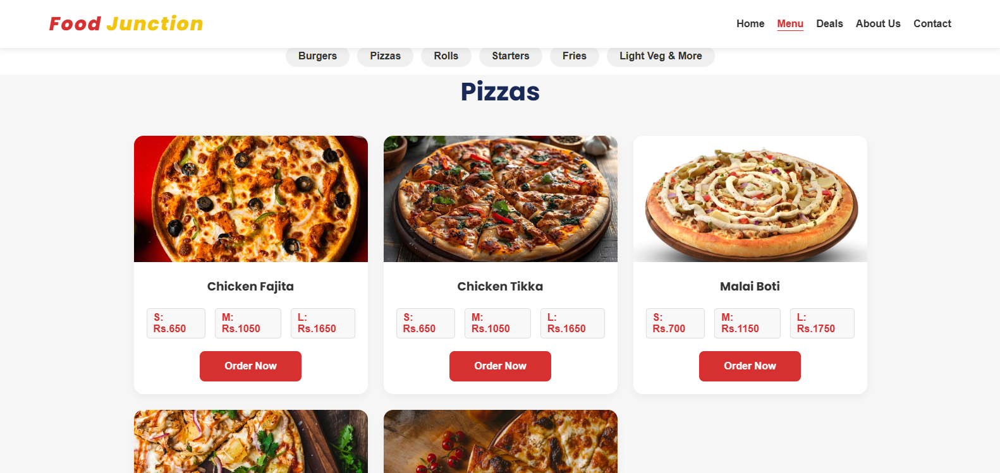 Food Junction
Home Menu Deals About Us Contact
Burgers Pizzas Rolls Starters Fries Light Veg & More
Pizzas
Chicken Fajita
S: Rs.650
M: Rs.1050
L: Rs.1650
Order Now
Chicken Tikka
S: Rs.650
M: Rs.1050
L: Rs.1650
Order Now
Malai Boti
S: Rs.700
M: Rs.1150
L: Rs.1750
Order Now